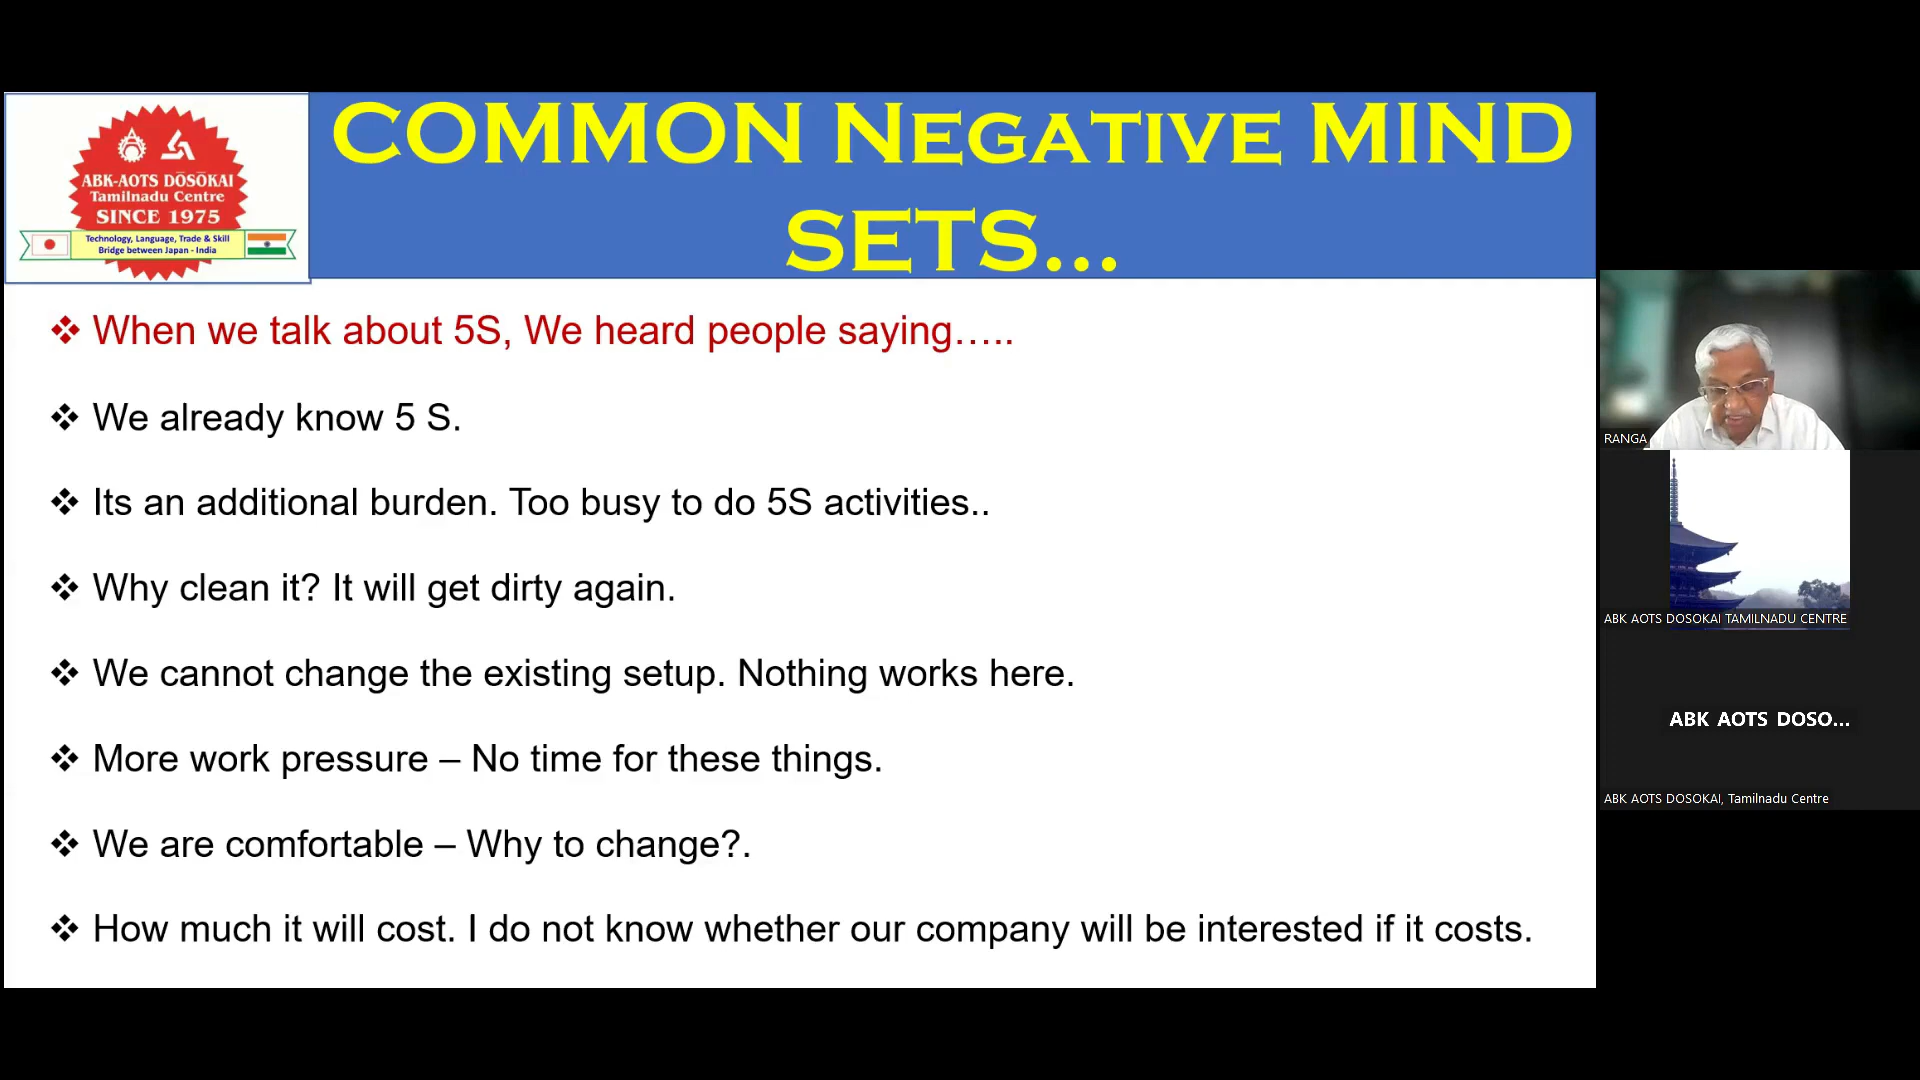 COMMON NEGATIVE MIND
SETS...
ABK-AOTS DŌSŌKAI
Tamilnadu Centre
SINCE 1975
Technology, Language, Trade & Skill
Bridge between Japan - India
When we talk about 5S, We heard people saying…..
We already know 5 S.
Its an additional burden. Too busy to do 5S activities..
Why clean it? It will get dirty again.
We cannot change the existing setup. Nothing works here.
More work pressure – No time for these things.
We are comfortable – Why to change?.
How much it will cost. I do not know whether our company will be interested if it costs.
RANGA
ABK AOTS DOSOKAI TAMILNADU CENTRE
ABK AOTS DOSO...
ABK AOTS DOSOKAI, Tamilnadu Centre